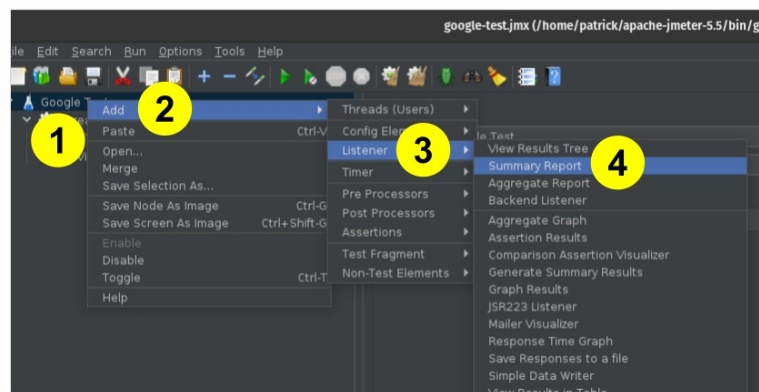 google-test.jmx (/home/patrick/apache-jmeter-5.5/bin/g
ile Edit Search Run Options Tools Help
Google T
1
2
3
4
Add
Paste Ctrl-V
Open...
Merge
Save Selection As...
Save Node As Image Ctrl-G
Save Screen As Image Ctrl+Shift-G
Enable
Disable
Toggle Ctrl-T
Help
Threads (Users)
Config Elem
Listener
Timer
Pre Processors
Post Processors
Assertions
Test Fragment
Non-Test Elements
le Test
View Results Tree
Summary Report
Aggregate Report
Backend Listener
Aggregate Graph
Assertion Results
Comparison Assertion Visualizer
Generate Summary Results
Graph Results
JSR223 Listener
Mailer Visualizer
Response Time Graph
Save Responses to a file
Simple Data Writer
View Results in Table